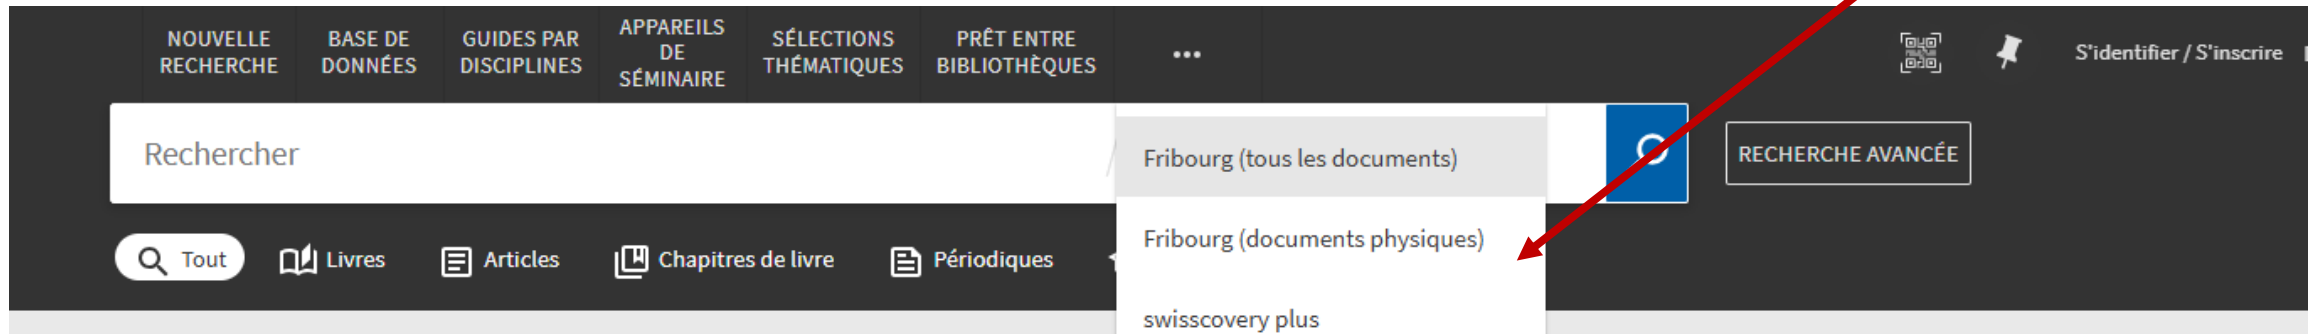 NOUVELLE
RECHERCHE
BASE DE
DONNÉES
GUIDES PAR
DISCIPLINES
APPAREILS
DE
SÉMINAIRE
SÉLECTIONS
THÉMATIQUES
PRÊT ENTRE
BIBLIOTHÈQUES
...
S'identifier / S'inscrire
Rechercher
Fribourg (tous les documents)
RECHERCHE AVANCÉE
Fribourg (documents physiques)
swisscovery plus
Tout
Livres
Articles
Chapitres de livre
Périodiques